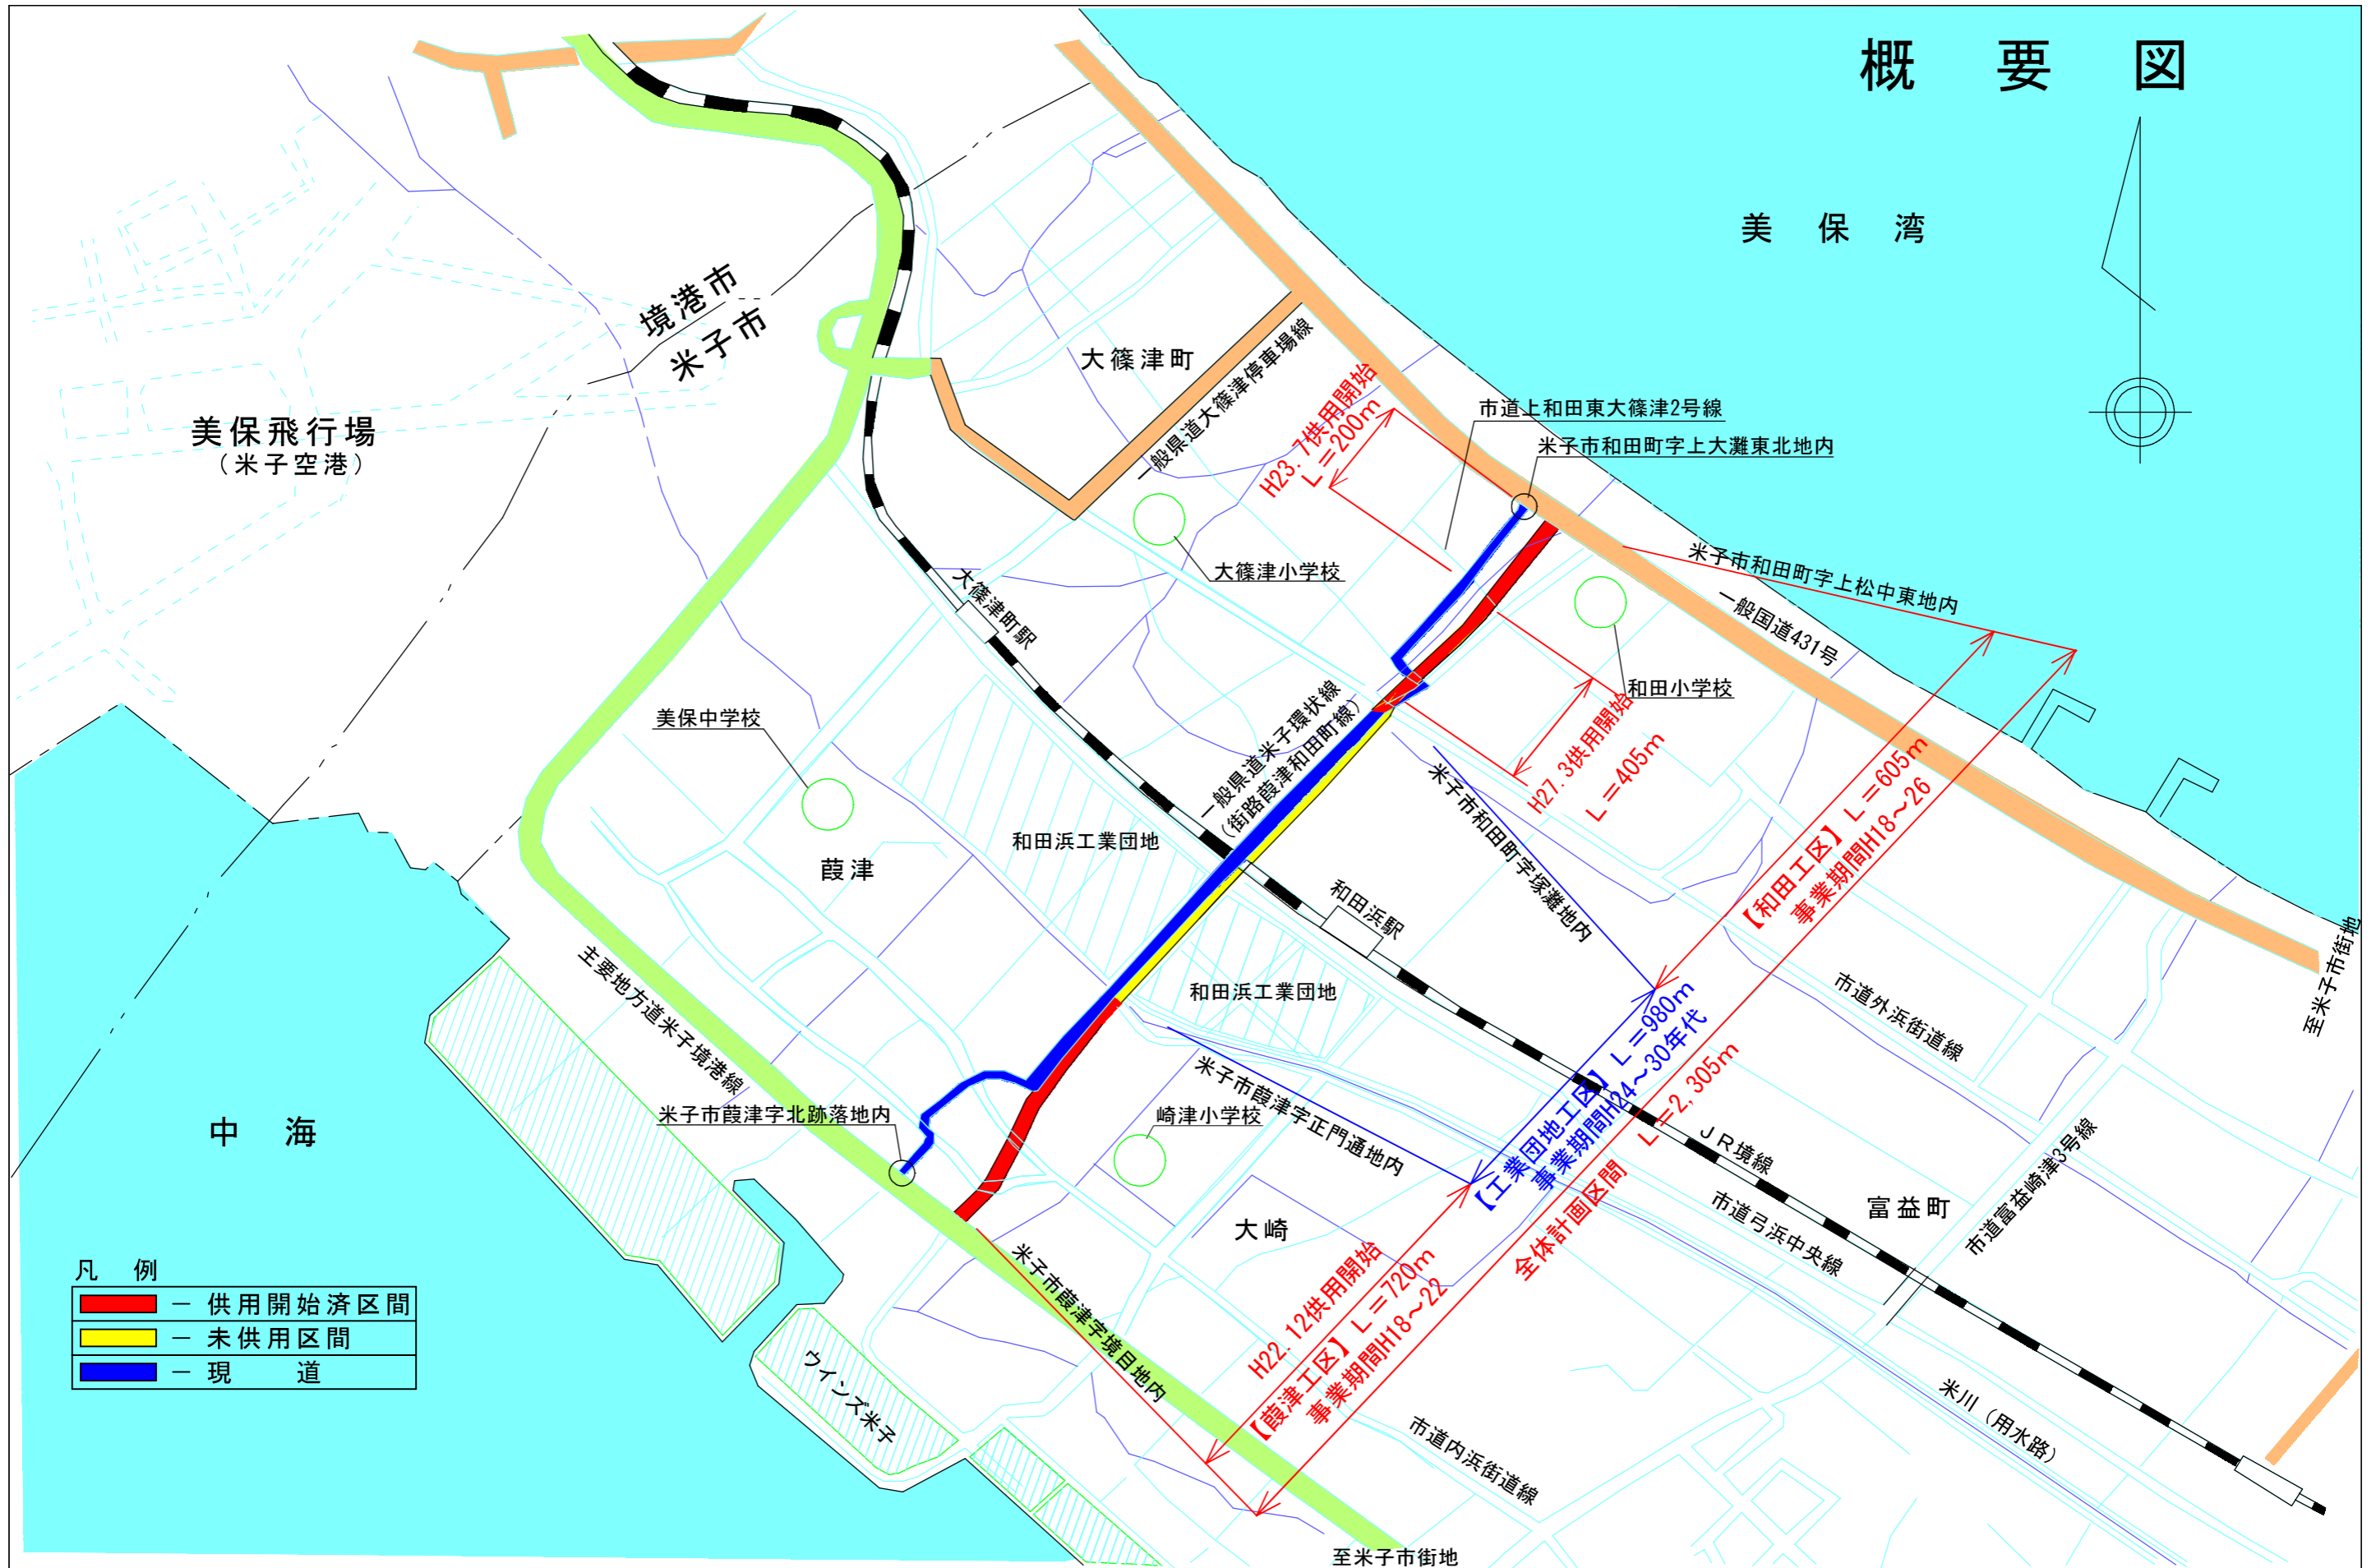 概要図
美保湾
境港市
米子市
大篠津町
一般県道大篠津停車場線
H23.7供用開始
L=200m
市道上和田東大篠津2号線
米子市和田町字上大灘東北地内
美保飛行場
(米子空港)
大篠津小学校
大篠津町駅
米子市和田町字上松中東地内
一般国道431号
和田小学校
美保中学校
一般県道米子環状線
(街路葭津和田町線)
H27.3供用開始
L=405m
米子市和田町字塚灘地内
【和田工区】L=605m
事業期間H18~26
和田浜工業団地
葭津
和田浜駅
至米子市街地
和田浜工業団地
市道外浜街道線
主要地方道米子境港線
【工業団地工区】L=980m
事業期間H24~30年代
全体計画区間 L=2,305m
米子市葭津字正門通地内
米子市葭津字北跡落地内
崎津小学校
中海
JR境線
市道富益崎津3号線
富益町
市道弓浜中央線
大崎
米子市葭津字境目地内
H22.12供用開始
【葭津工区】L=720m
事業期間H18~22
凡例
― 供用開始済区間
― 未供用区間
― 現道
ウインズ米子
市道内浜街道線
米川(用水路)
至米子市街地